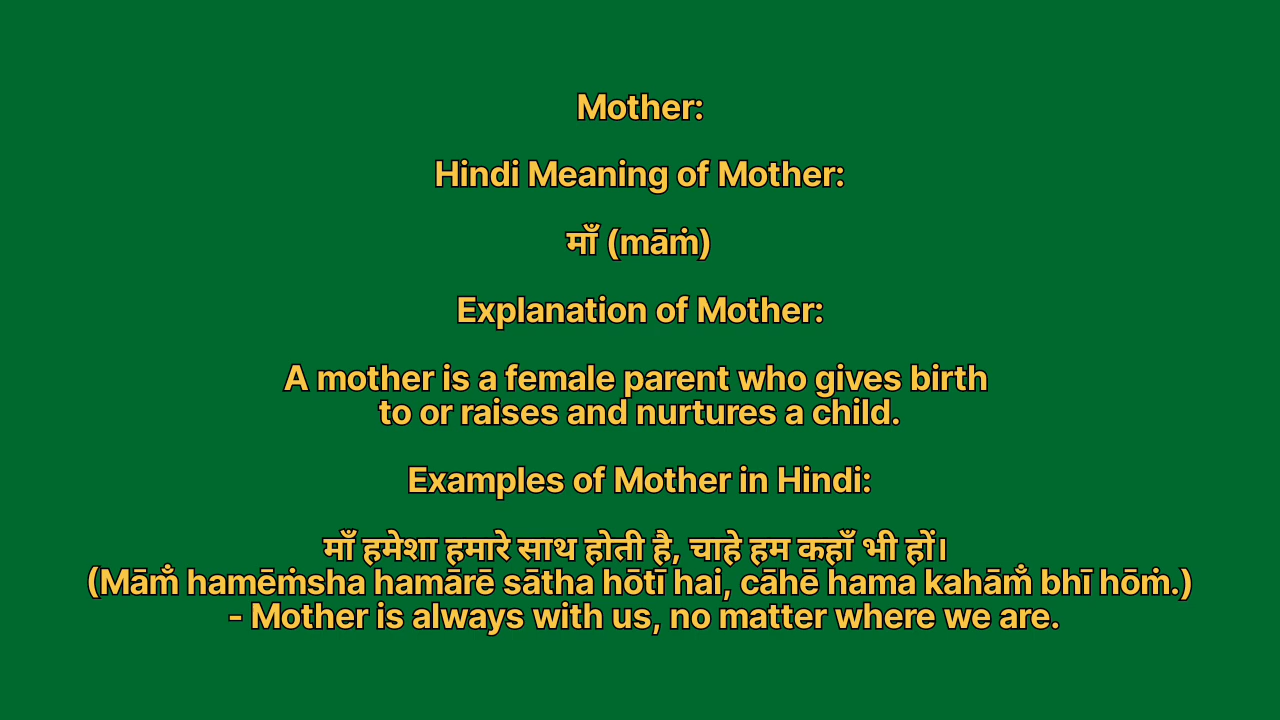 Mother:
Hindi Meaning of Mother:
माँ (māṁ)
Explanation of Mother:
A mother is a female parent who gives birth
to or raises and nurtures a child.
Examples of Mother in Hindi:
माँ हमेशा हमारे साथ होती है, चाहे हम कहाँ भी हों।
(Mām̐ hamēṁsha hamārē sātha hōtī hai, cāhē hama kahām̐ bhī hōṁ.)
- Mother is always with us, no matter where we are.